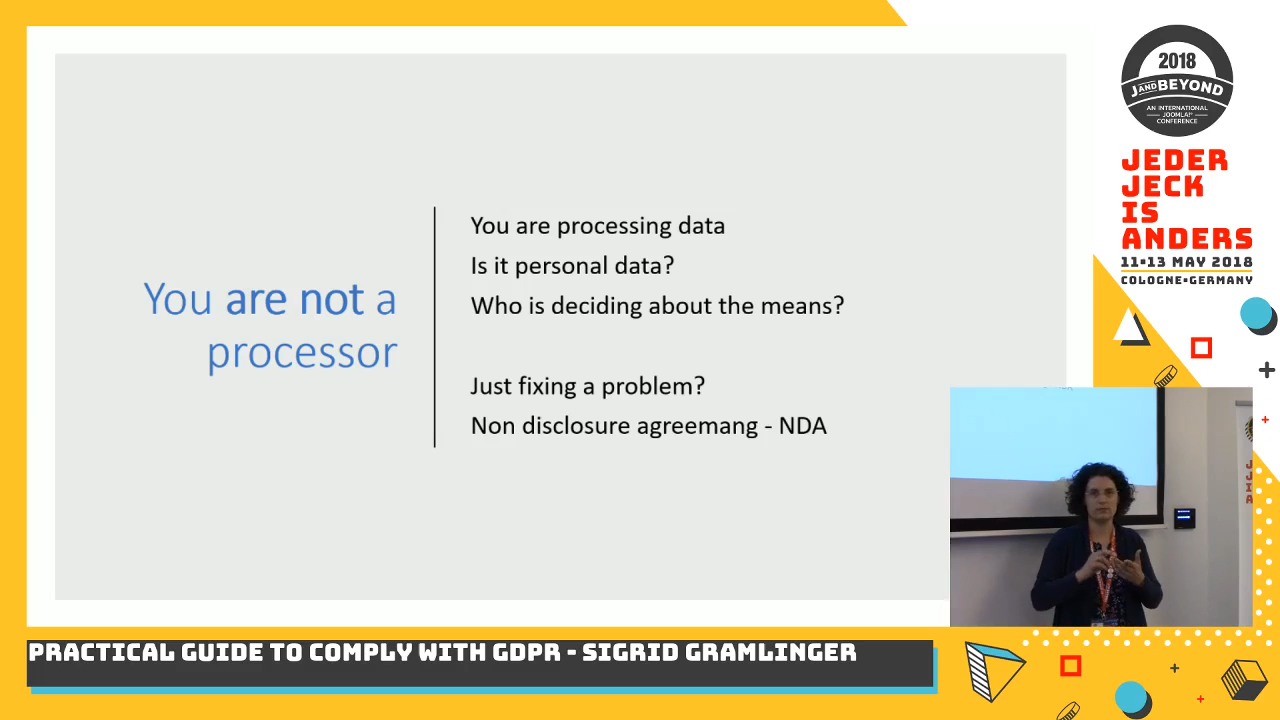 You are not a
processor
You are processing data
Is it personal data?
Who is deciding about the means?
Just fixing a problem?
Non disclosure agreemang - NDA
2018
J AND BEYOND
AN INTERNATIONAL
JOOMLA!
CONFERENCE
JEDER
JECK
IS
ANDERS
11-13 MAY 2018
COLOGNE-GERMANY
PRACTICAL GUIDE TO COMPLY WITH GDPR - SIGRID GRAMLINGER